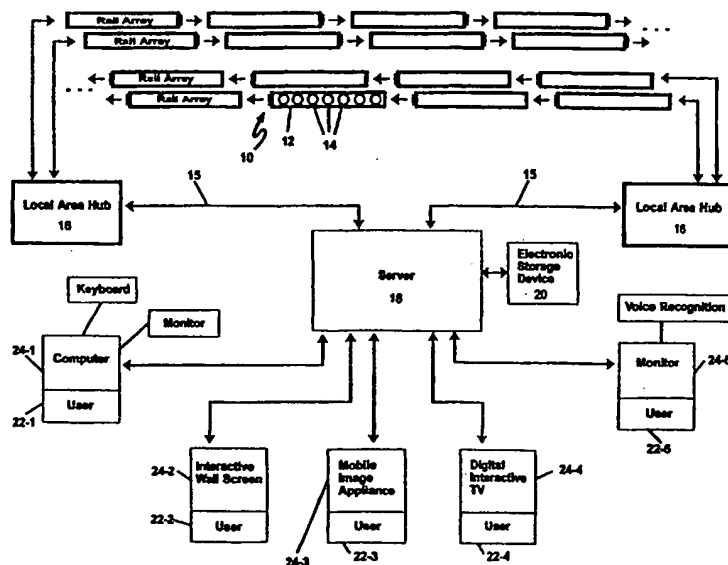 Rail Array
Rail Array
Rail Array
Rail Array
12
14
10
15
15
Local Area Hub
16
Local Area Hub
16
Server
18
Electronic
Storage
Device
20
Keyboard
Monitor
Voice Recognition
24-1
Computer
User
22-1
Monitor
24-5
User
22-5
24-2
Interactive
Wall Screen
User
22-2
Mobile
Image
Appliance
User
24-3
22-3
Digital
Interactive
TV
24-4
User
22-4